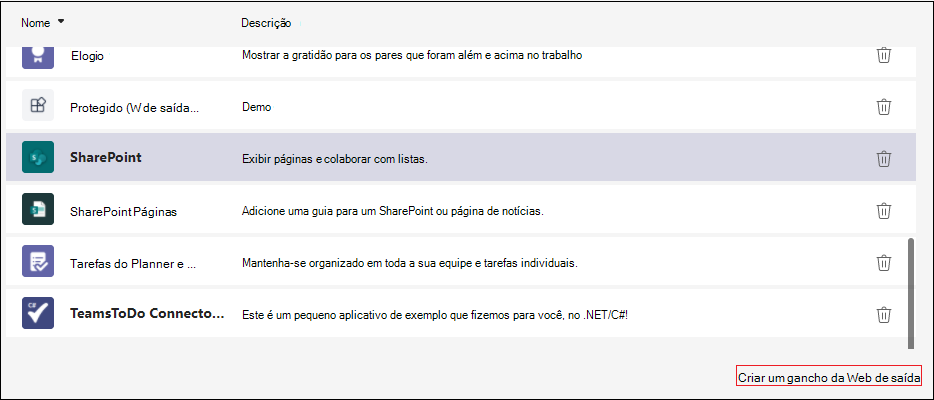 Nome Descrição
Elogio Mostrar a gratidão para os pares que foram além e acima no trabalho
Protegido (W de saída... Demo
SharePoint Exibir páginas e colaborar com listas.
SharePoint Páginas Adicione uma guia para um SharePoint ou página de notícias.
Tarefas do Planner e ... Mantenha-se organizado em toda a sua equipe e tarefas individuais.
C#
TeamsToDo Connecto... Este é um pequeno aplicativo de exemplo que fizemos para você, no .NET/C#!
Criar um gancho da Web de saída